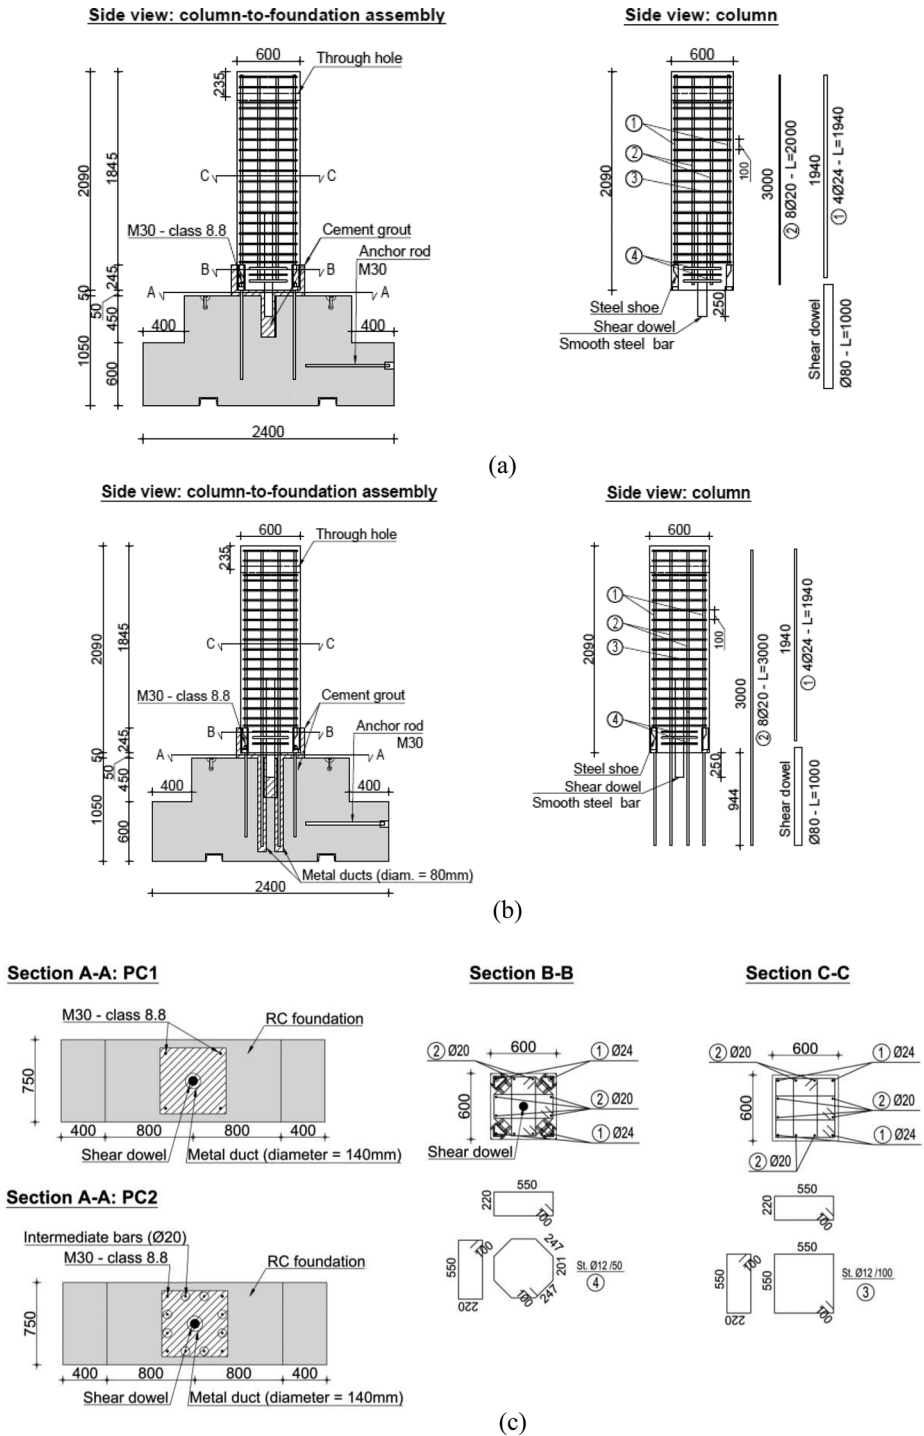 Side view: column-to-foundation assembly
Side view: column
600
235
Through hole
2090
1845
C
C
M30 - class 8.8
Cement grout
Anchor rod
M30
B
B
A
A
245
50
50
450
400
400
1050
600
2400
600
2090
1
2
3
4
100
3000
② 8Ø20 - L=2000
1940
① 4Ø24 - L=1940
Steel shoe
Shear dowel
Smooth steel bar
250
Shear dowel
Ø80 - L=1000
(a)
Side view: column-to-foundation assembly
Side view: column
600
235
Through hole
2090
1845
C
C
M30 - class 8.8
Cement grout
Anchor rod
M30
B
B
A
A
245
50
50
450
400
400
1050
600
Metal ducts (diam. = 80mm)
2400
600
2090
1
2
3
4
100
3000
② 8Ø20 - L=3000
1940
① 4Ø24 - L=1940
Steel shoe
Shear dowel
Smooth steel bar
250
944
Shear dowel
Ø80 - L=1000
(b)
Section A-A: PC1
M30 - class 8.8
RC foundation
750
400
800
800
400
Shear dowel
Metal duct (diameter = 140mm)
Section A-A: PC2
Intermediate bars (Ø20)
M30 - class 8.8
RC foundation
750
400
800
800
400
Shear dowel
Metal duct (diameter = 140mm)
Section B-B
② Ø20
600
① Ø24
600
② Ø20
① Ø24
Shear dowel
550
220
100
100
550
220
247
201
247
100
St. Ø12 /50
4
Section C-C
② Ø20
600
① Ø24
600
② Ø20
① Ø24
② Ø20
550
220
100
100
550
220
550
550
100
St. Ø12 /100
3
(c)